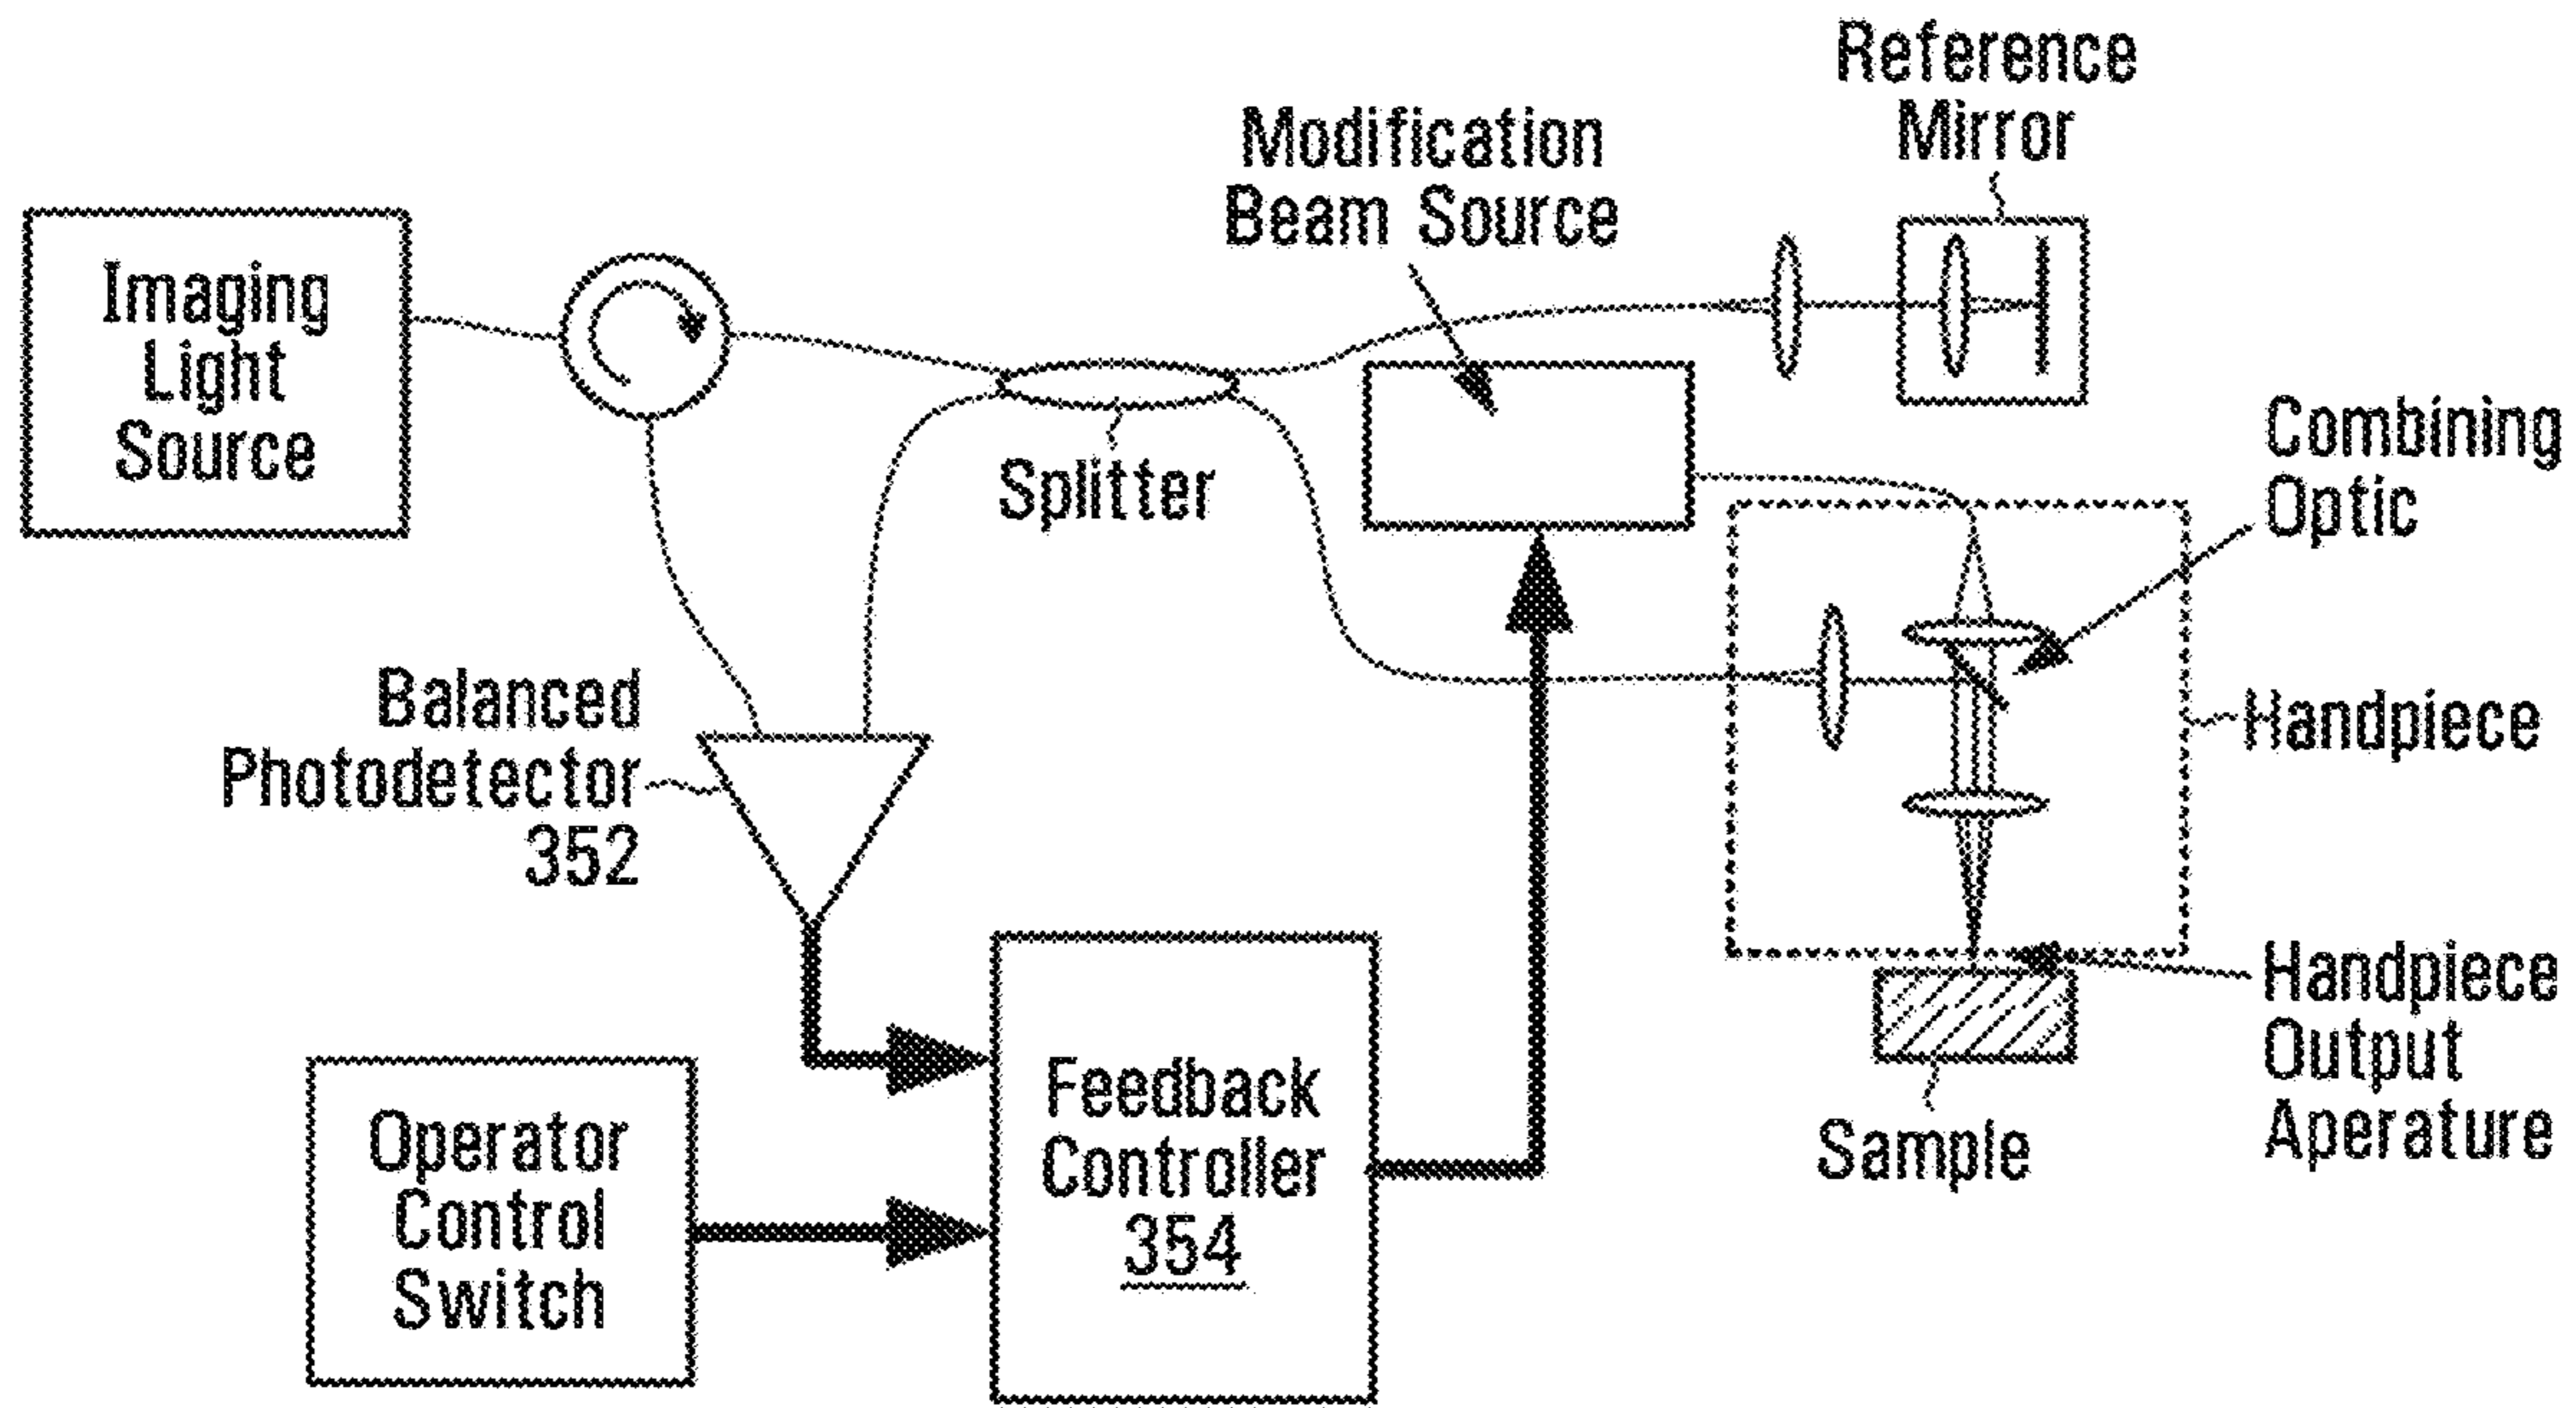 Reference
Mirror
Modification
Beam Source
Imaging
Light
Source
Splitter
Combining
Optic
Balanced
Photodetector
352
Handpiece
Handpiece
Output
Aperature
Feedback
Controller
354
Operator
Control
Switch
Sample